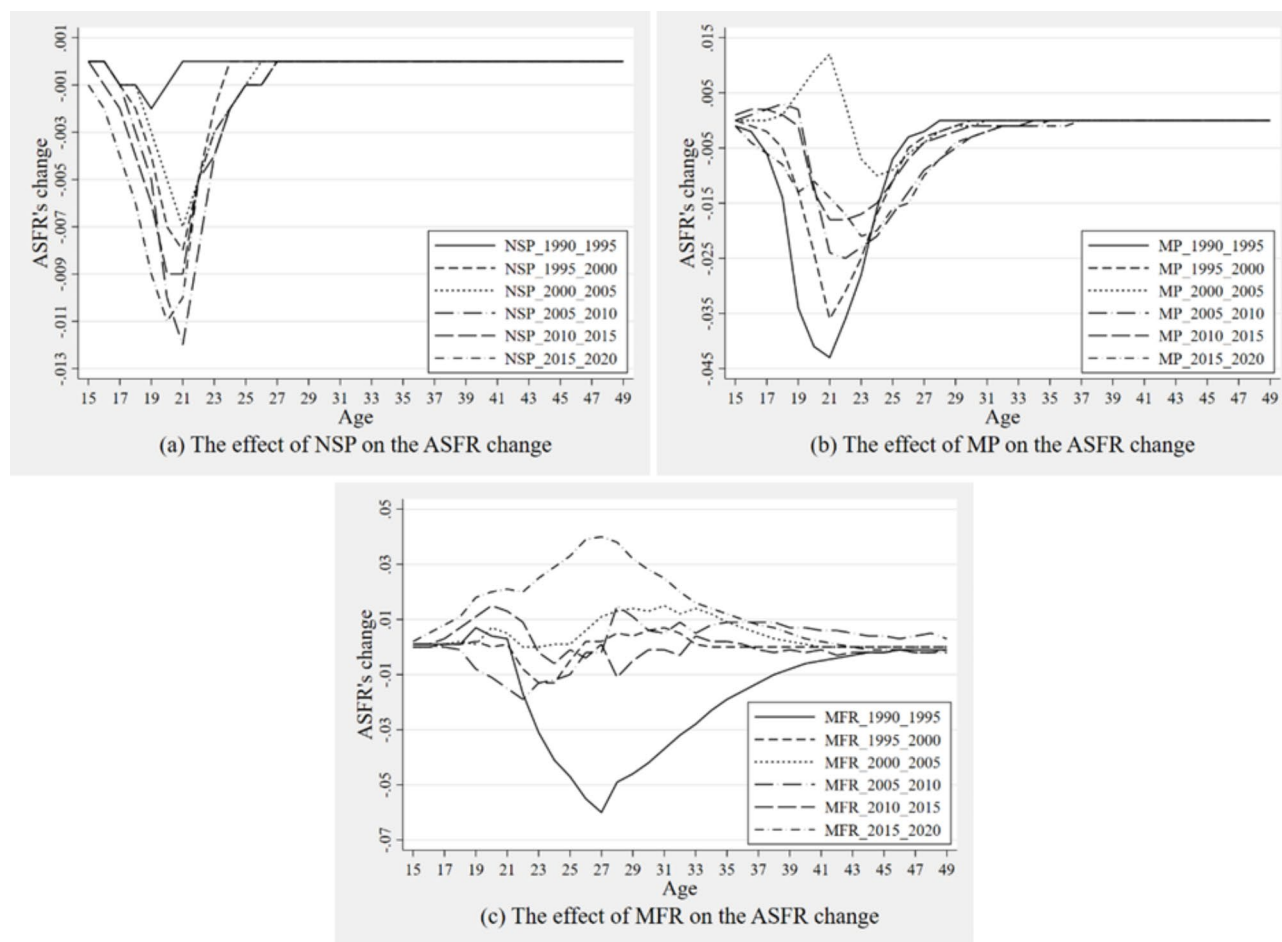 ASFR's change
.001
-.001
-.003
-.005
-.007
-.009
-.011
-.013
NSP_1990_1995
NSP_1995_2000
NSP_2000_2005
NSP_2005_2010
NSP_2010_2015
NSP_2015_2020
15 17 19 21 23 25 27 29 31 33 35 37 39 41 43 45 47 49
Age
(a) The effect of NSP on the ASFR change
ASFR's change
.015
.005
-.005
-.015
-.025
-.035
-.045
MP_1990_1995
MP_1995_2000
MP_2000_2005
MP_2005_2010
MP_2010_2015
MP_2015_2020
15 17 19 21 23 25 27 29 31 33 35 37 39 41 43 45 47 49
Age
(b) The effect of MP on the ASFR change
ASFR's change
.05
.03
.01
-.01
-.03
-.05
-.07
MFR_1990_1995
MFR_1995_2000
MFR_2000_2005
MFR_2005_2010
MFR_2010_2015
MFR_2015_2020
15 17 19 21 23 25 27 29 31 33 35 37 39 41 43 45 47 49
Age
(c) The effect of MFR on the ASFR change